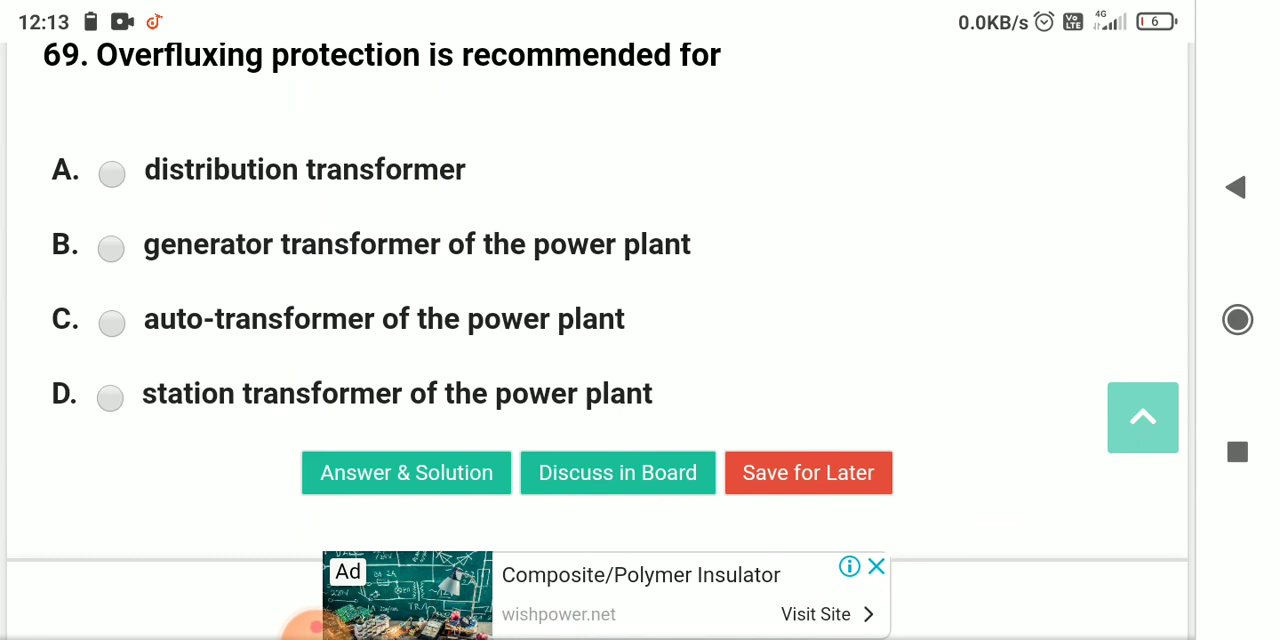 12:13
0.0KB/s Vo LTE 4G 6
69. Overfluxing protection is recommended for
A. distribution transformer
B. generator transformer of the power plant
C. auto-transformer of the power plant
D. station transformer of the power plant
Answer & Solution Discuss in Board Save for Later
Ad
Composite/Polymer Insulator
wishpower.net Visit Site